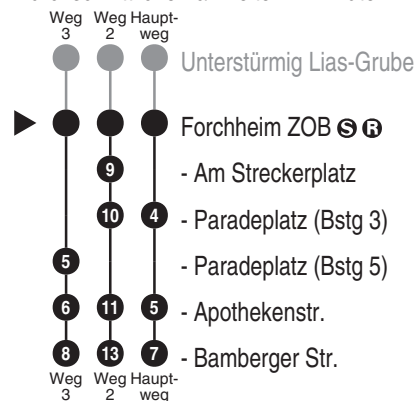 Weg Weg Haupt-
3 2 weg
Unterstürmig Lias-Grube
Forchheim ZOB S R
9 - Am Streckerplatz
10 4 - Paradeplatz (Bstg 3)
5 - Paradeplatz (Bstg 5)
6 11 5 - Apothekenstr.
8 13 7 - Bamberger Str.
Weg Weg Haupt-
3 2 weg